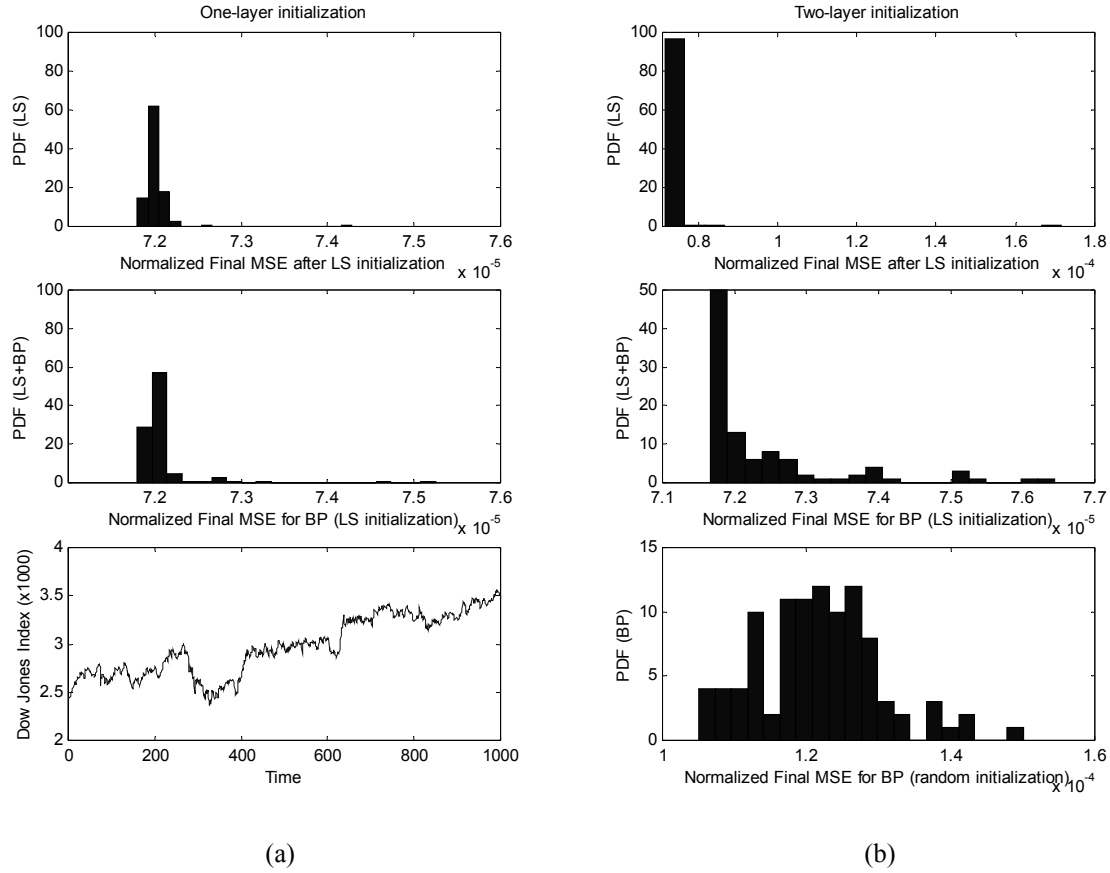 One-layer initialization
100
80
60
40
20
0
PDF (LS)
7.2 7.3 7.4 7.5 7.6
Normalized Final MSE after LS initialization
x 10-5
100
80
60
40
20
0
PDF (LS+BP)
7.2 7.3 7.4 7.5 7.6
Normalized Final MSE for BP (LS initialization)
x 10-5
4
3.5
3
2.5
2
Dow Jones Index (x1000)
0 200 400 600 800 1000
Time
(a)
Two-layer initialization
100
80
60
40
20
0
PDF (LS)
0.8 1 1.2 1.4 1.6 1.8
Normalized Final MSE after LS initialization
x 10-4
50
40
30
20
10
0
PDF (LS+BP)
7.1 7.2 7.3 7.4 7.5 7.6 7.7
Normalized Final MSE for BP (LS initialization)
x 10-5
15
10
5
0
PDF (BP)
1 1.2 1.4 1.6
Normalized Final MSE for BP (random initialization)
x 10-4
(b)